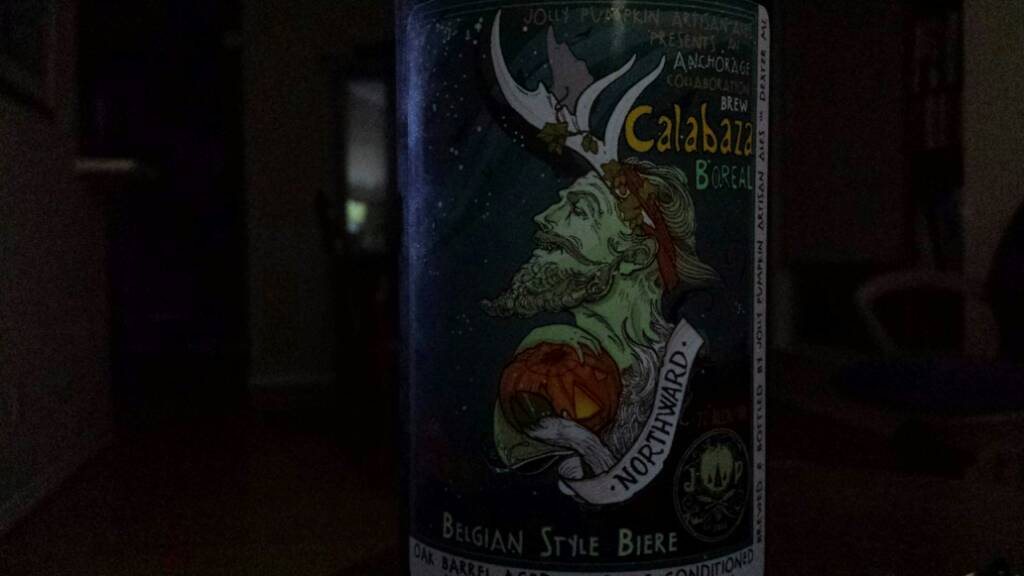 JOLLY PUMPKIN ARTISAN ALES
PRESENTS AN
ANCHORAGE
COLLABORATION
BREW
Calabaza
BOREAL
·NORTHWARD·
J P
BELGIAN STYLE BIERE
OAK BARREL AGED CONDITIONED
BREWED & BOTTLED BY JOLLY PUMPKIN ARTISAN ALES DEXTER MI